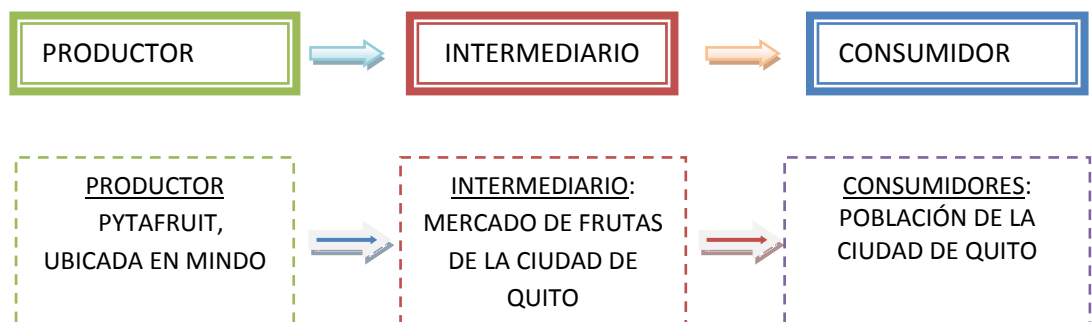 PRODUCTOR
INTERMEDIARIO
CONSUMIDOR
PRODUCTOR
PYTAFRUIT,
UBICADA EN MINDO
INTERMEDIARIO:
MERCADO DE FRUTAS
DE LA CIUDAD DE
QUITO
CONSUMIDORES:
POBLACIÓN DE LA
CIUDAD DE QUITO